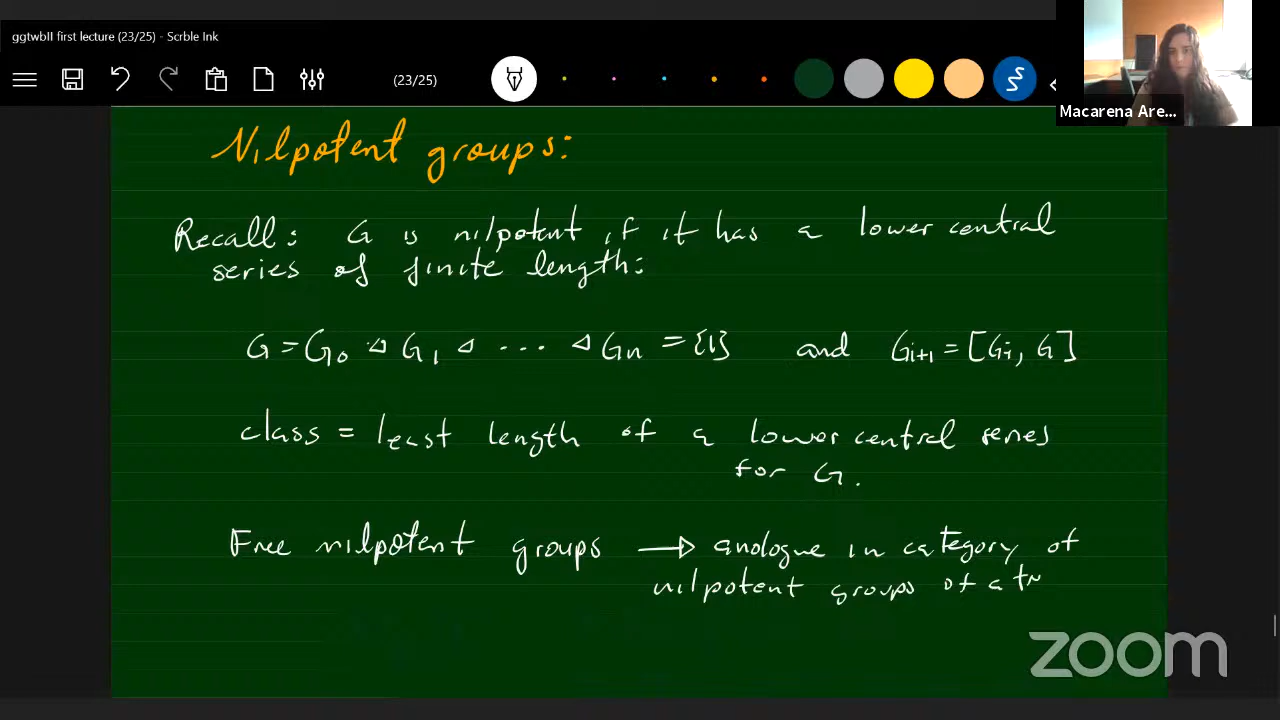 ggtwbII first lecture (23/25) - Scrble Ink
(23/25)
Macarena Are...
Nilpotent groups:
Recall: G is nilpotent if it has a lower central
series of finite length:
G = G₀ ⊲ G₁ ⊲ ... ⊲ Gₙ = {1} and Gᵢ₊₁ = [Gᵢ, G]
class = least length of a lower central series
for G.
Free nilpotent groups → analogue in category of
nilpotent groups of a
zoom